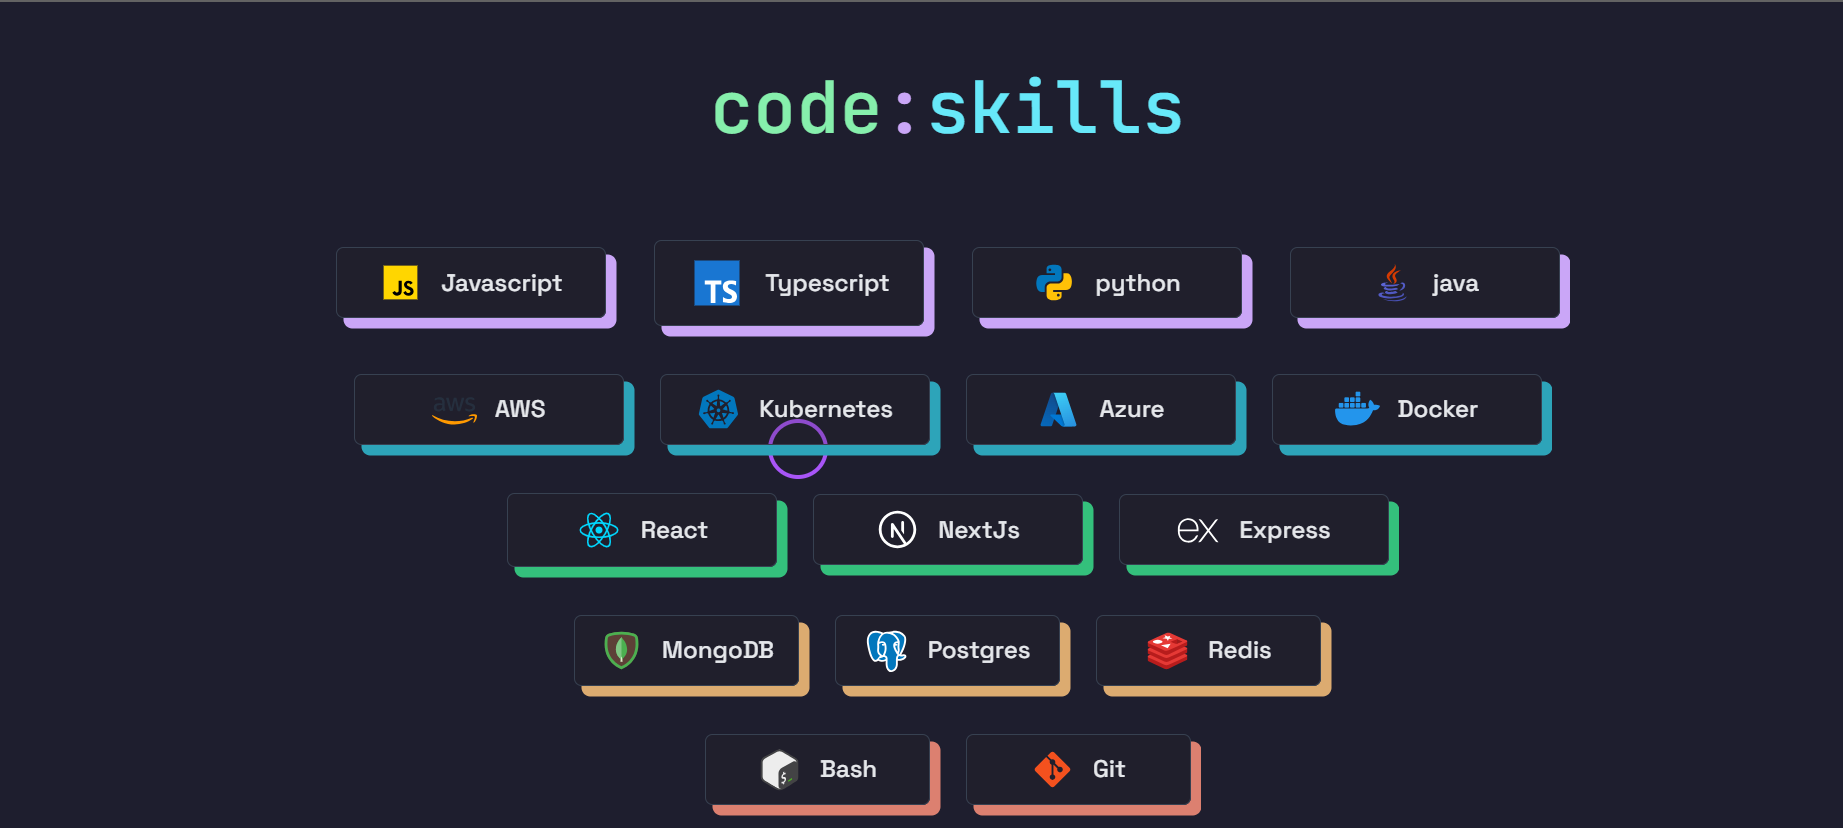 code:skills
JS Javascript
TS Typescript
python
java
aws AWS
Kubernetes
Azure
Docker
React
N NextJs
ex Express
MongoDB
Postgres
Redis
$ Bash
Git